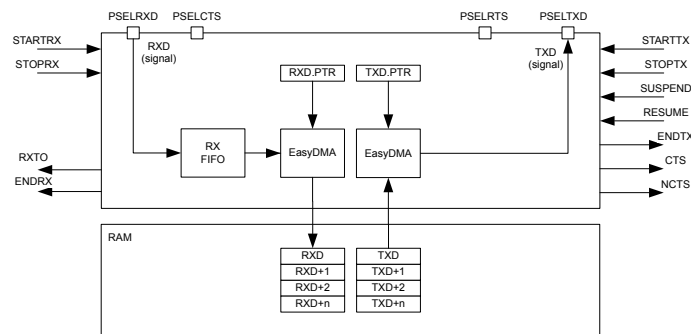 PSELRXD
PSELCTS
PSELRTS
PSELTXD
STARTRX
STOPRX
RXTO
ENDRX
RXD
(signal)
RXD.PTR
TXD.PTR
TXD
(signal)
RX
FIFO
EasyDMA
EasyDMA
STARTTX
STOPTX
SUSPEND
RESUME
ENDTX
CTS
NCTS
RAM
RXD
RXD+1
RXD+2
RXD+n
TXD
TXD+1
TXD+2
TXD+n